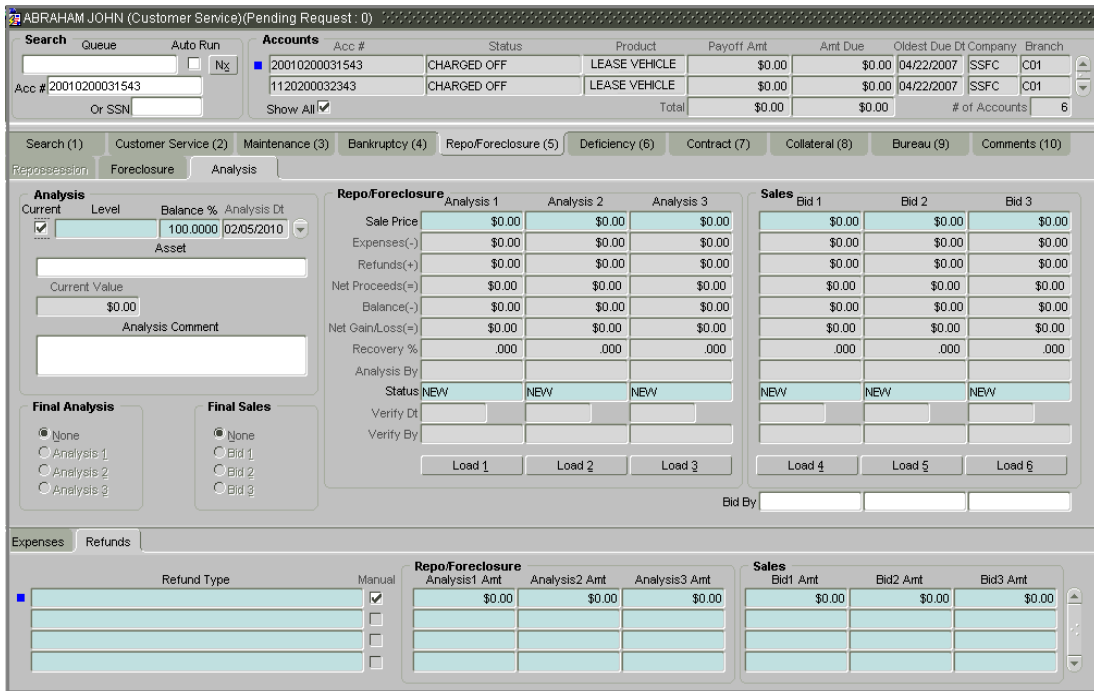 ABRAHAM JOHN (Customer Service)(Pending Request : 0)
Search Queue Auto Run
Nx
Acc # 20010200031543
Or SSN
Accounts Acc # Status Product Payoff Amt Amt Due Oldest Due Dt Company Branch
20010200031543 CHARGED OFF LEASE VEHICLE $0.00 $0.00 04/22/2007 SSFC C01
1120200032343 CHARGED OFF LEASE VEHICLE $0.00 $0.00 04/22/2007 SSFC C01
Show All Total $0.00 $0.00 # of Accounts 6
Search (1) Customer Service (2) Maintenance (3) Bankruptcy (4) Repo/Foreclosure (5) Deficiency (6) Contract (7) Collateral (8) Bureau (9) Comments (10)
Repossession Foreclosure Analysis
Analysis
Current Level Balance % Analysis Dt
100.0000 02/05/2010
Asset
Current Value
$0.00
Analysis Comment
Final Analysis
None
Analysis 1
Analysis 2
Analysis 3
Final Sales
None
Bid 1
Bid 2
Bid 3
Repo/Foreclosure Analysis 1 Analysis 2 Analysis 3 Sales Bid 1 Bid 2 Bid 3
Sale Price $0.00 $0.00 $0.00 $0.00 $0.00 $0.00
Expenses(-) $0.00 $0.00 $0.00 $0.00 $0.00 $0.00
Refunds(+) $0.00 $0.00 $0.00 $0.00 $0.00 $0.00
Net Proceeds(=) $0.00 $0.00 $0.00 $0.00 $0.00 $0.00
Balance(-) $0.00 $0.00 $0.00 $0.00 $0.00 $0.00
Net Gain/Loss(=) $0.00 $0.00 $0.00 $0.00 $0.00 $0.00
Recovery % .000 .000 .000 .000 .000 .000
Analysis By
Status NEW NEW NEW NEW NEW NEW
Verify Dt
Verify By
Load 1 Load 2 Load 3 Load 4 Load 5 Load 6
Bid By
Expenses Refunds
Repo/Foreclosure Sales
Refund Type Manual Analysis1 Amt Analysis2 Amt Analysis3 Amt Bid1 Amt Bid2 Amt Bid3 Amt
$0.00 $0.00 $0.00 $0.00 $0.00 $0.00